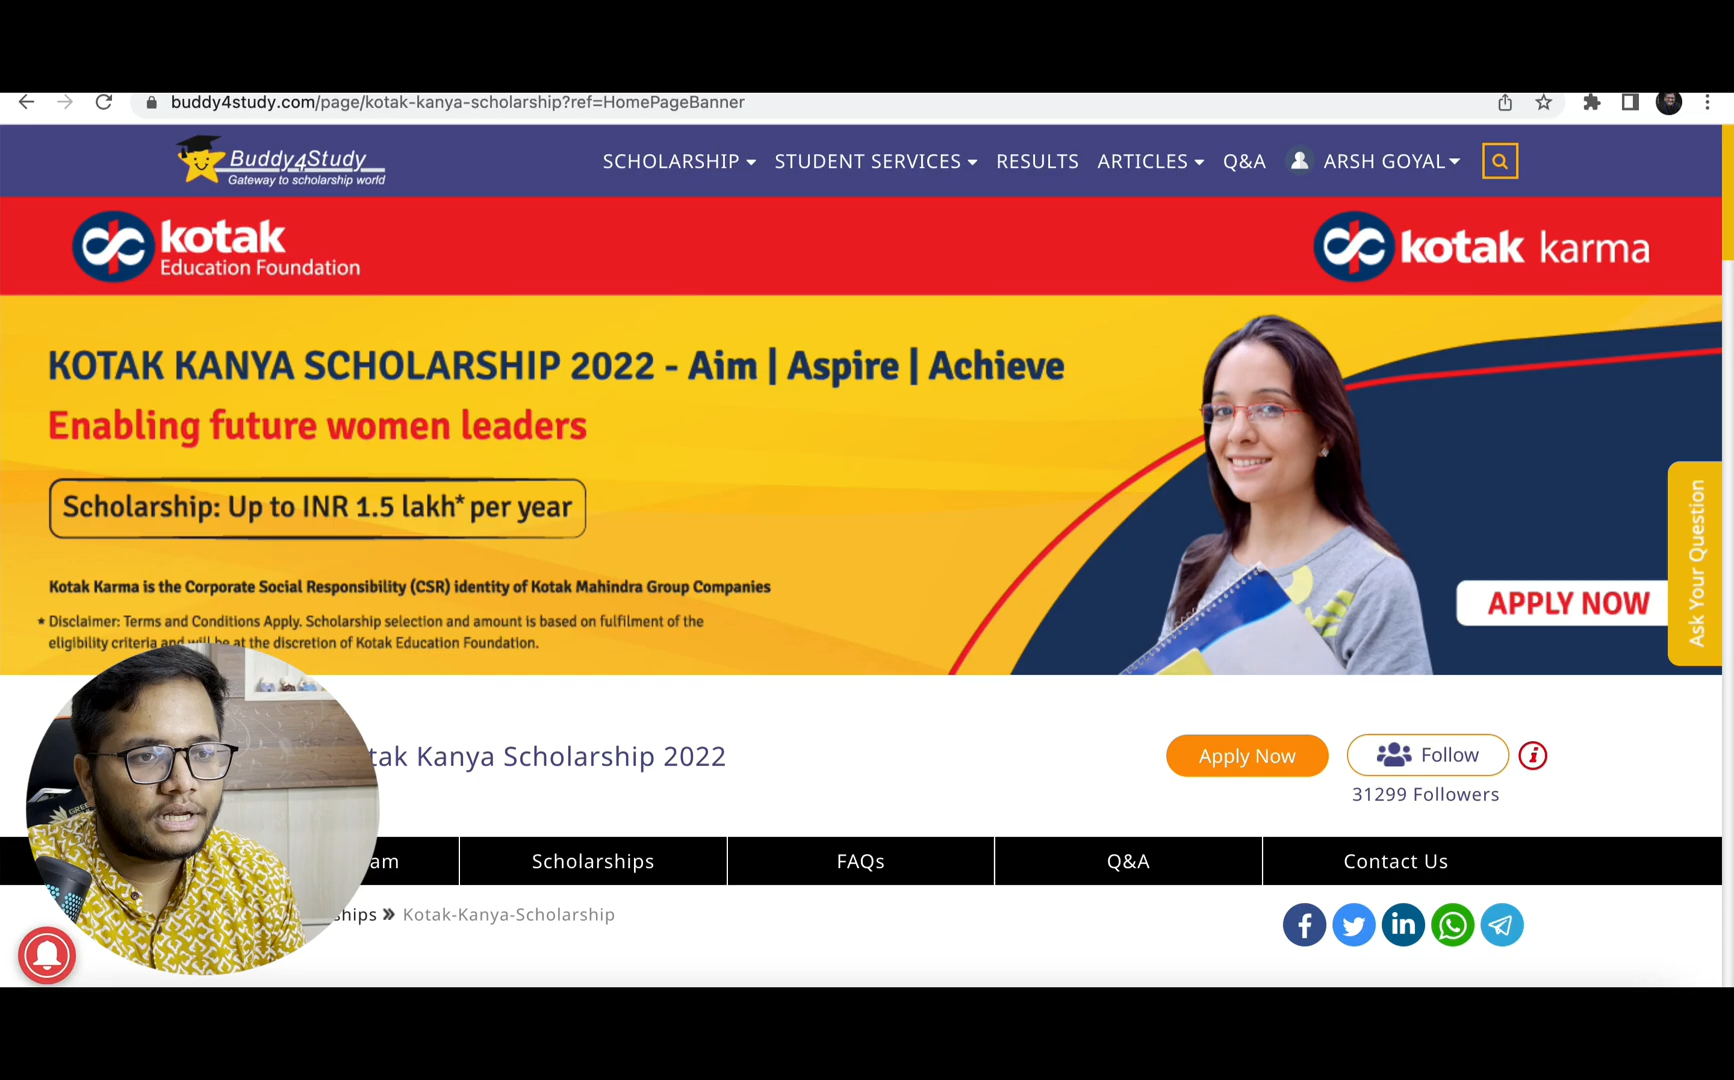 buddy4study.com/page/kotak-kanya-scholarship?ref=HomePageBanner
Buddy4Study
Gateway to scholarship world
SCHOLARSHIP
STUDENT SERVICES
RESULTS
ARTICLES
Q&A
ARSH GOYAL
kotak
Education Foundation
kotak karma
KOTAK KANYA SCHOLARSHIP 2022 - Aim | Aspire | Achieve
Enabling future women leaders
Scholarship: Up to INR 1.5 lakh* per year
Kotak Karma is the Corporate Social Responsibility (CSR) identity of Kotak Mahindra Group Companies
* Disclaimer: Terms and Conditions Apply. Scholarship selection and amount is based on fulfilment of the
eligibility criteria and will be at the discretion of Kotak Education Foundation.
APPLY NOW
Ask Your Question
tak Kanya Scholarship 2022
Apply Now
Follow
31299 Followers
am
Scholarships
FAQs
Q&A
Contact Us
ships » Kotak-Kanya-Scholarship